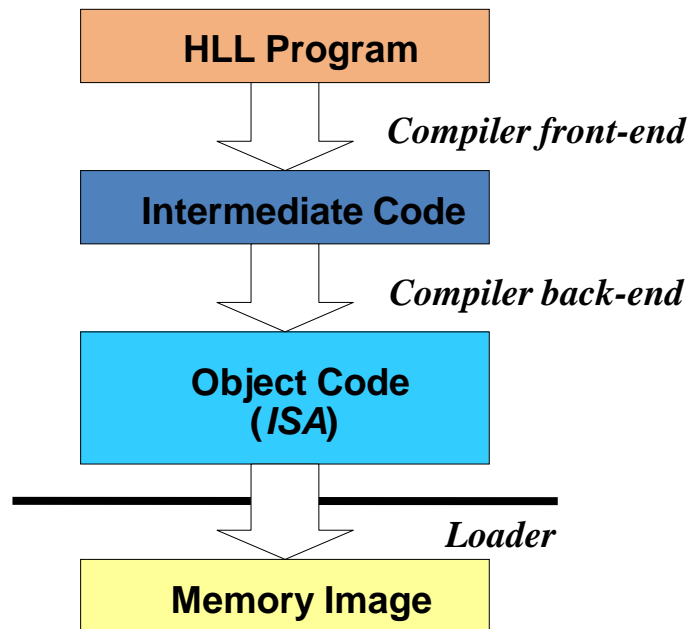 HLL Program
Compiler front-end
Intermediate Code
Compiler back-end
Object Code
(ISA)
Loader
Memory Image